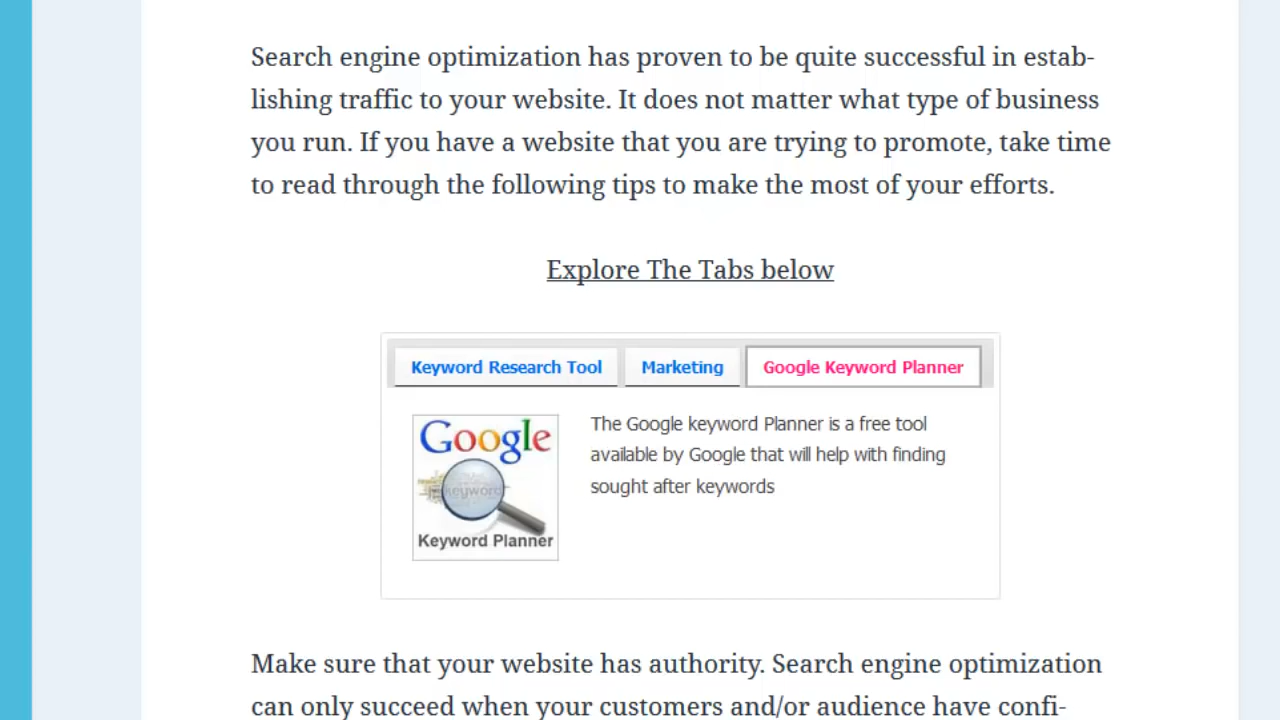 Search engine optimization has proven to be quite successful in estab-
lishing traffic to your website. It does not matter what type of business
you run. If you have a website that you are trying to promote, take time
to read through the following tips to make the most of your efforts.
Explore The Tabs below
Keyword Research Tool Marketing Google Keyword Planner
Google
keyword
Keyword Planner
The Google keyword Planner is a free tool
available by Google that will help with finding
sought after keywords
Make sure that your website has authority. Search engine optimization
can only succeed when your customers and/or audience have confi-